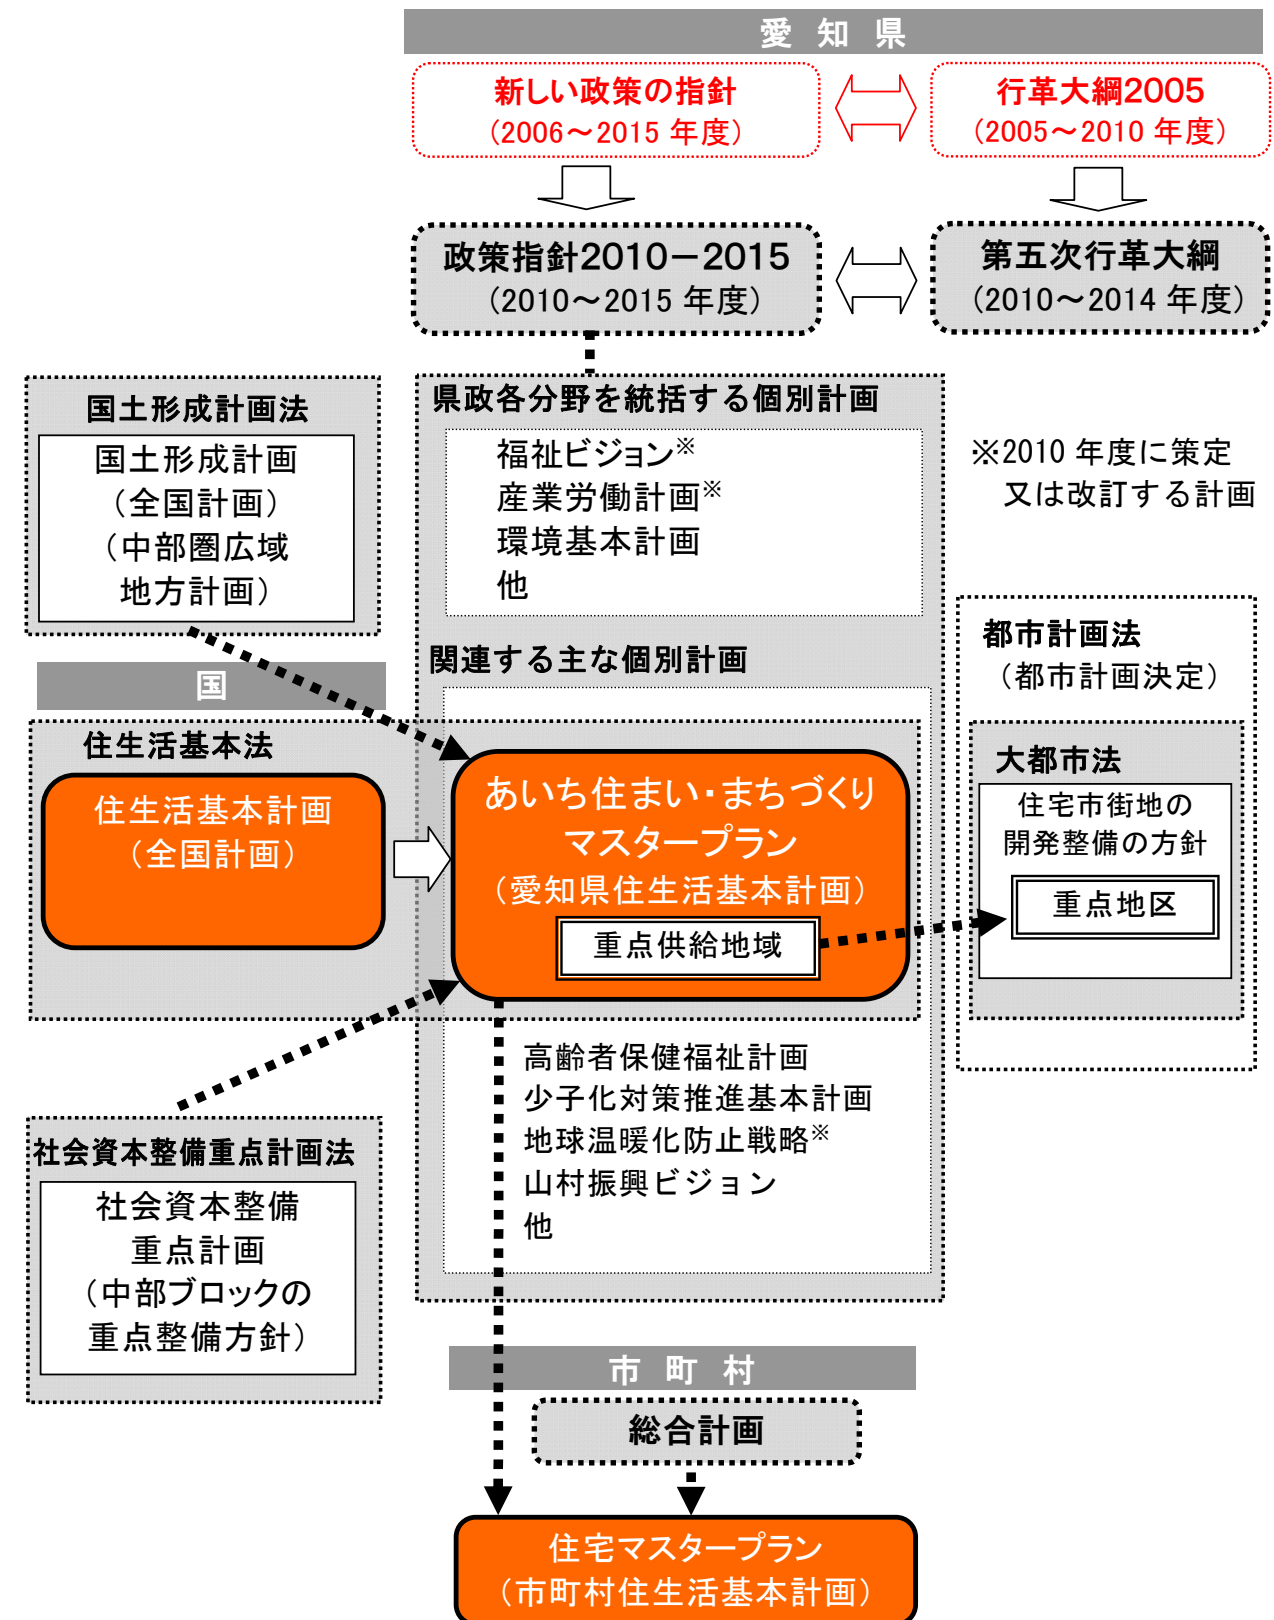 愛 知 県
新しい政策の指針
（2006～2015 年度）
行革大綱2005
（2005～2010 年度）
政策指針2010－2015
（2010～2015 年度）
第五次行革大綱
（2010～2014 年度）
国土形成計画法
国土形成計画
（全国計画）
（中部圏広域
地方計画）
県政各分野を統括する個別計画
福祉ビジョン※
産業労働計画※
環境基本計画
他
※2010 年度に策定
又は改訂する計画
関連する主な個別計画
国
住生活基本法
住生活基本計画
（全国計画）
あいち住まい・まちづくり
マスタープラン
（愛知県住生活基本計画）
重点供給地域
都市計画法
（都市計画決定）
大都市法
住宅市街地の
開発整備の方針
重点地区
高齢者保健福祉計画
少子化対策推進基本計画
地球温暖化防止戦略※
山村振興ビジョン
他
社会資本整備重点計画法
社会資本整備
重点計画
（中部ブロックの
重点整備方針）
市 町 村
総合計画
住宅マスタープラン
（市町村住生活基本計画）